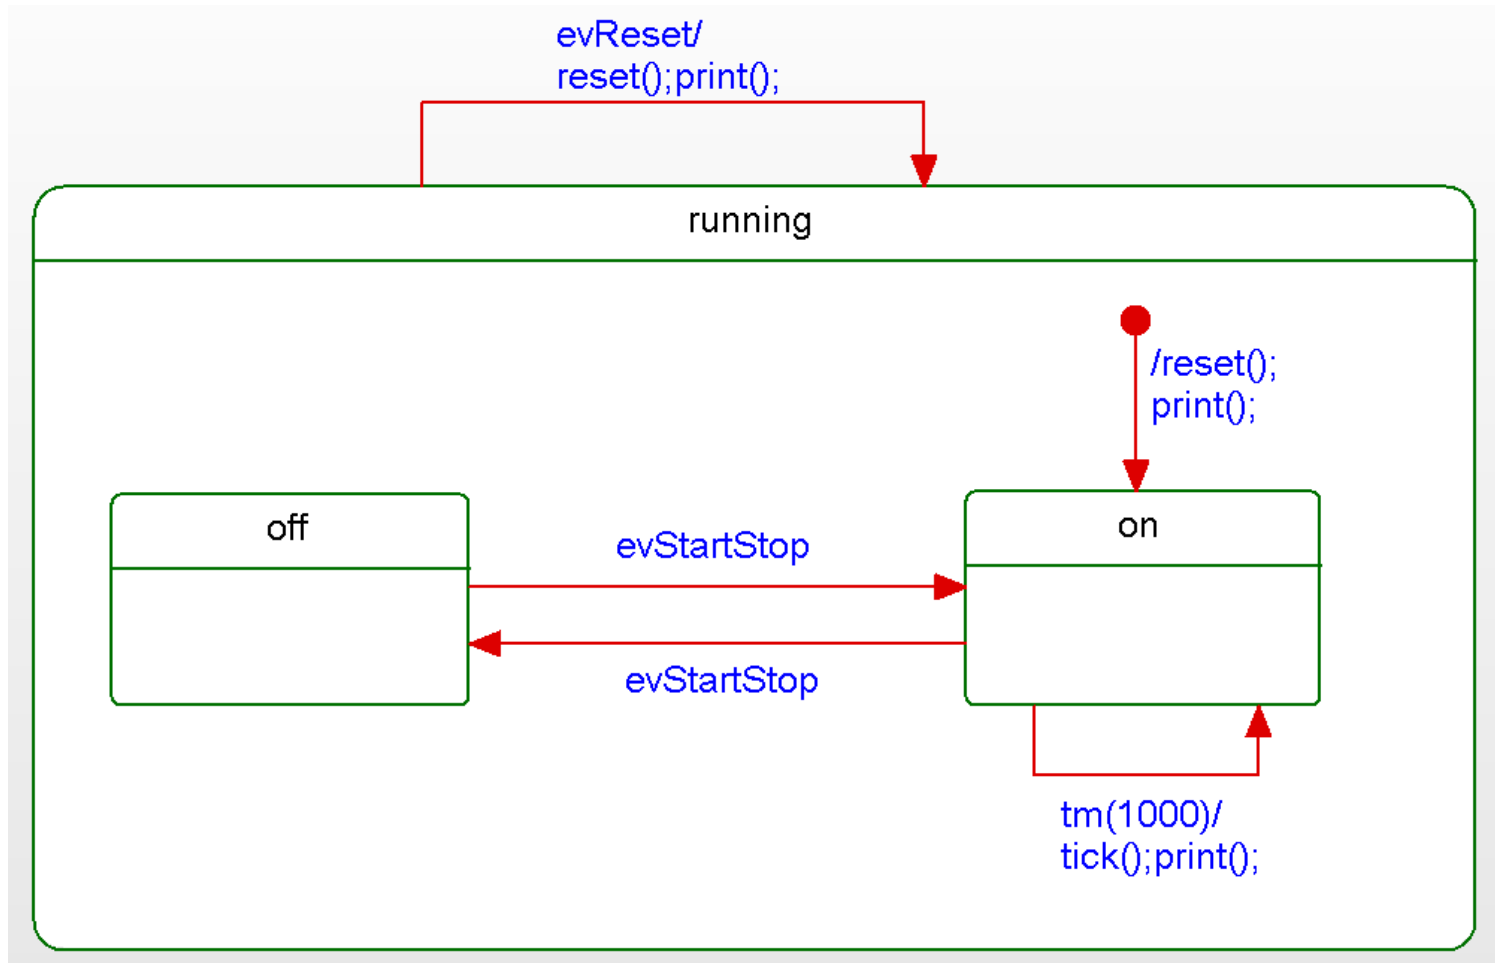 evReset/
reset();print();
running
/reset();
print();
off
evStartStop
on
evStartStop
tm(1000)/
tick();print();